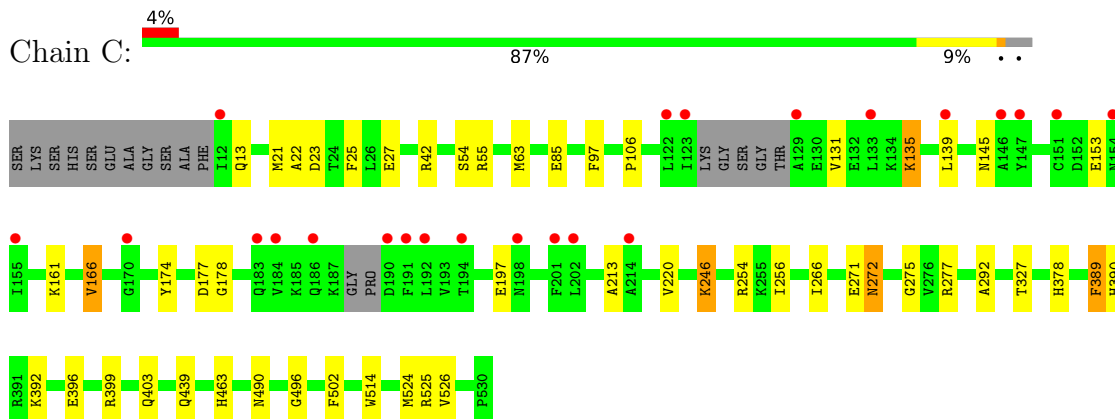 4%
Chain C:
87% 9% • •
SER LYS SER HIS SER GLU ALA GLY SER ALA PHE I12 Q13 M21 A22 D23 T24 F25 L26 E27 R42 S54 R55 M63 E85 F97 P106 L122 I123 LYS GLY SER GLY THR A129 E130 V131 E132 L133 K134 K135 L139 N145 A146 Y147 C151 D152 E153 N154
I155 K161 V166 G170 Y174 D177 G178 Q183 V184 K185 Q186 K187 GLY PRO D190 F191 L192 V193 T194 E197 N198 F201 L202 A213 A214 V220 K246 R254 K255 I256 I266 E271 N272 G275 V276 R277 A292 T327 H378 F389 H390
R391 K392 E396 R399 Q403 Q439 H463 N490 G496 F502 W514 M524 R525 V526 P530